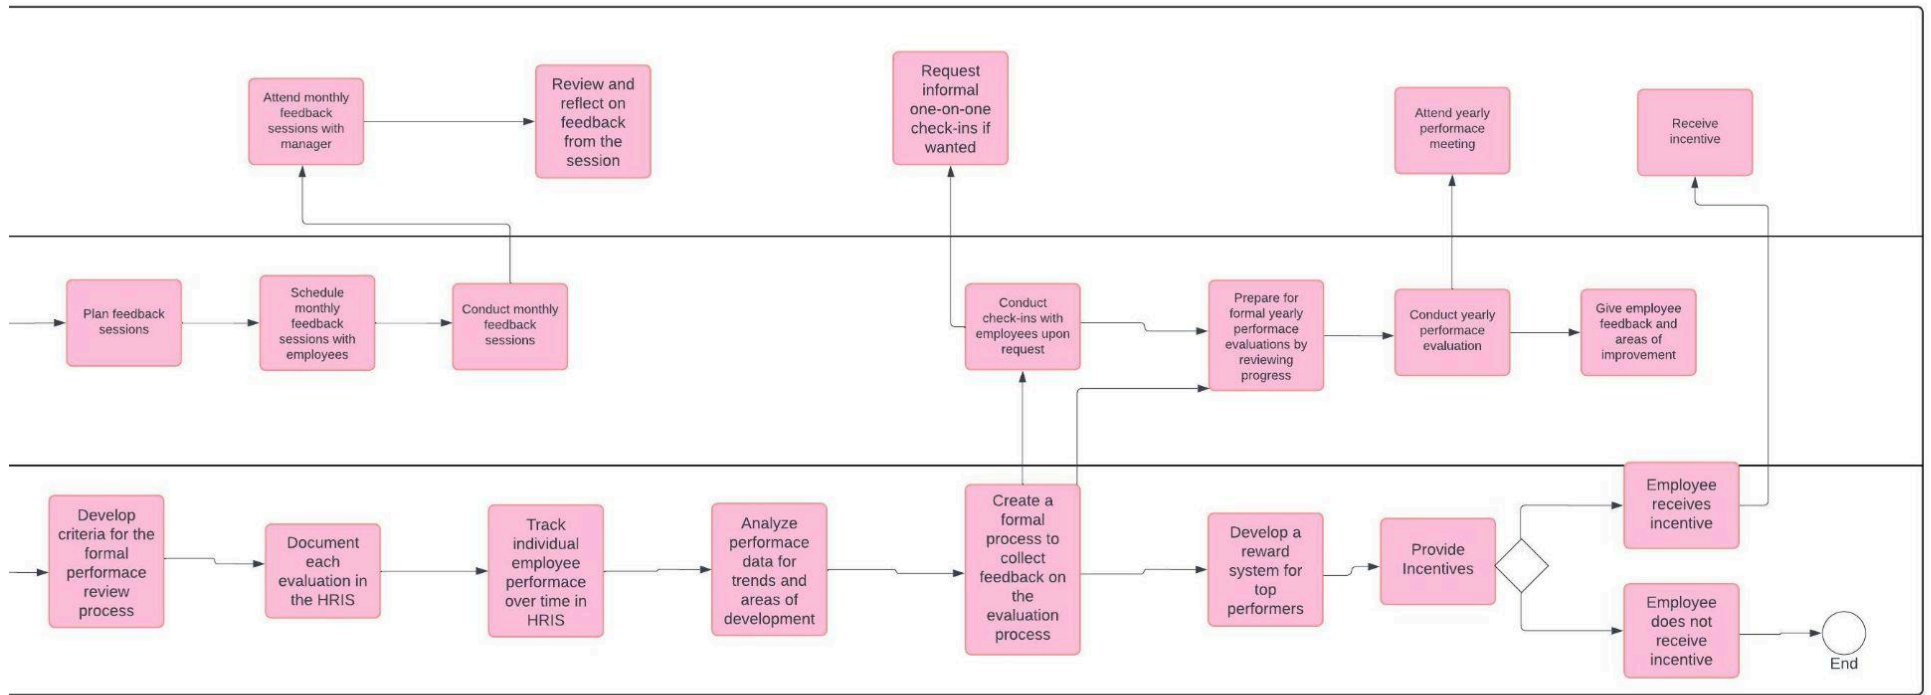 Attend monthly
feedback
sessions with
manager
Review and
reflect on
feedback
from the
session
Request
informal
one-on-one
check-ins if
wanted
Attend yearly
performace
meeting
Receive
incentive
Plan feedback
sessions
Schedule
monthly
feedback
sessions with
employees
Conduct monthly
feedback
sessions
Conduct
check-ins with
employees upon
request
Prepare for
formal yearly
performace
evaluations by
reviewing
progress
Conduct yearly
performace
evaluation
Give employee
feedback and
areas of
improvement
Develop
criteria for the
formal
performace
review
process
Document
each
evaluation in
the HRIS
Track
individual
employee
performace
over time in
HRIS
Analyze
performace
data for
trends and
areas of
development
Create a
formal
process to
collect
feedback on
the
evaluation
process
Develop a
reward
system for
top
performers
Provide
Incentives
Employee
receives
incentive
Employee
does not
receive
incentive
End